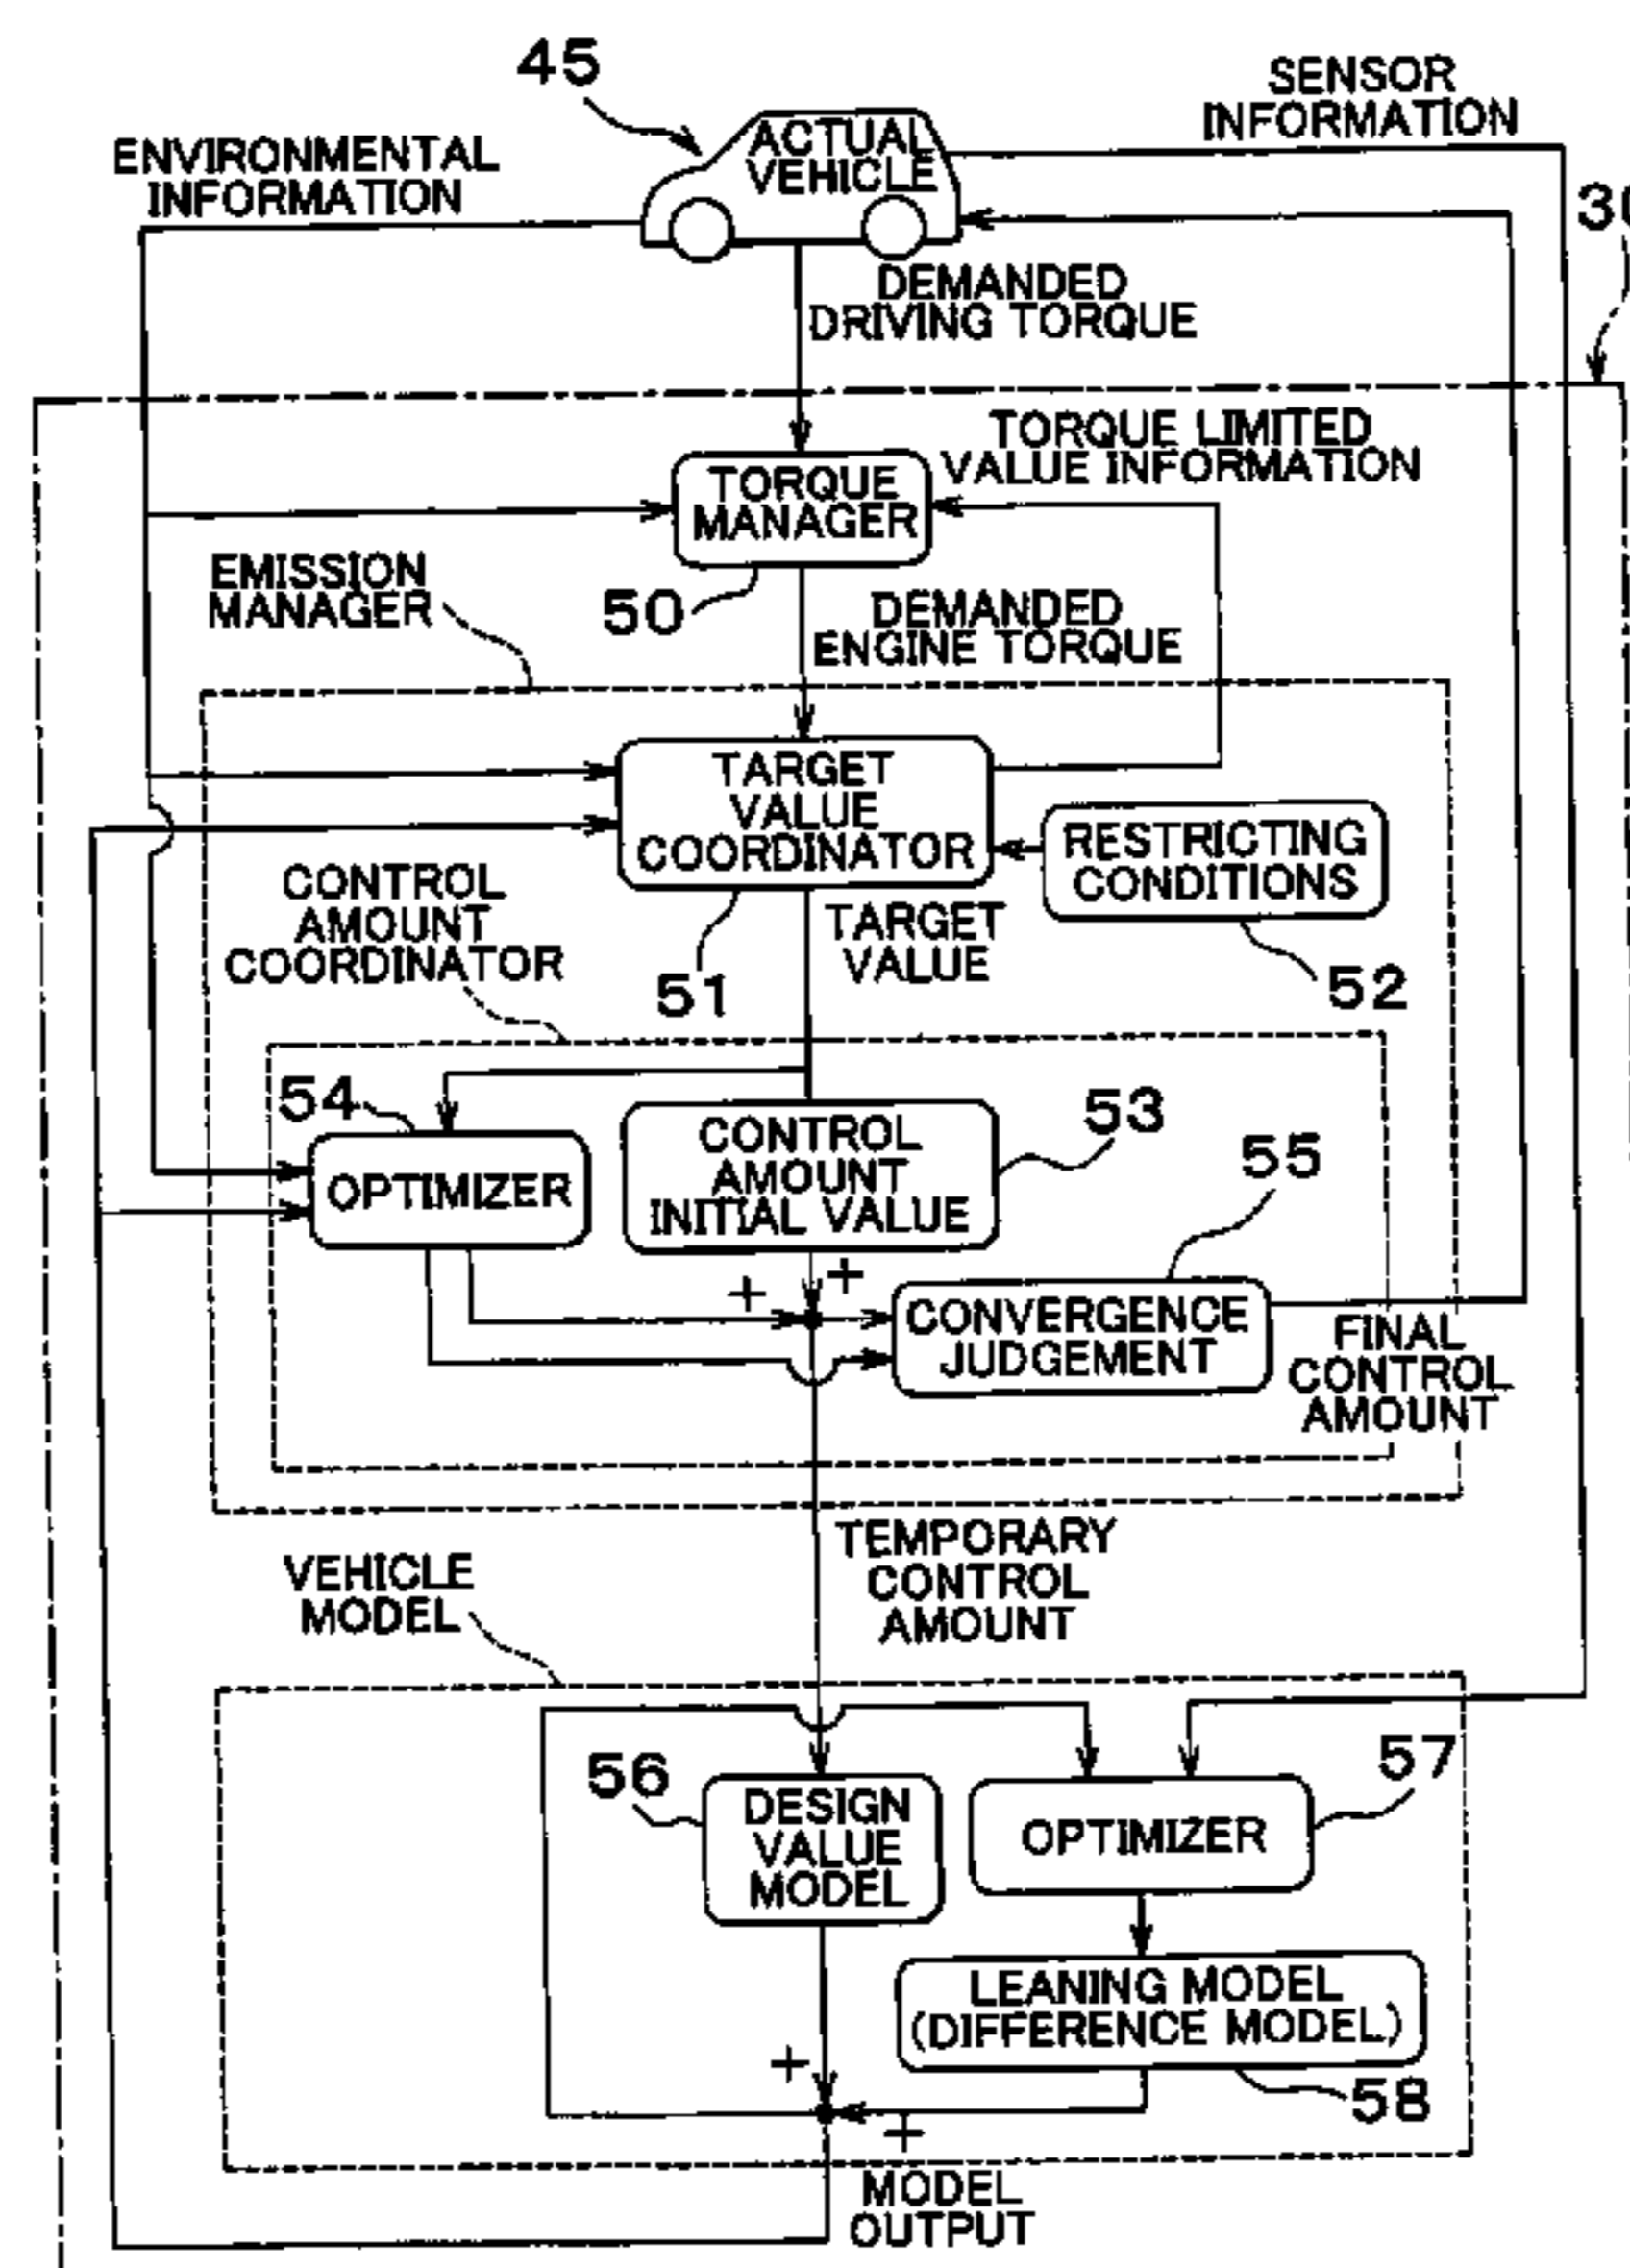 45
SENSOR
INFORMATION
ENVIRONMENTAL
INFORMATION
ACTUAL
VEHICLE
DEMANDED
DRIVING TORQUE
TORQUE LIMITED
VALUE INFORMATION
TORQUE
MANAGER
EMISSION
MANAGER
50
DEMANDED
ENGINE TORQUE
TARGET
VALUE
COORDINATOR
RESTRICTING
CONDITIONS
CONTROL
AMOUNT
COORDINATOR
51
TARGET
VALUE
52
54
53
CONTROL
AMOUNT
INITIAL VALUE
OPTIMIZER
55
+
+
CONVERGENCE
JUDGEMENT
FINAL
CONTROL
AMOUNT
TEMPORARY
CONTROL
AMOUNT
VEHICLE
MODEL
56
57
DESIGN
VALUE
MODEL
OPTIMIZER
LEANING MODEL
(DIFFERENCE MODEL)
+
58
+
MODEL
OUTPUT